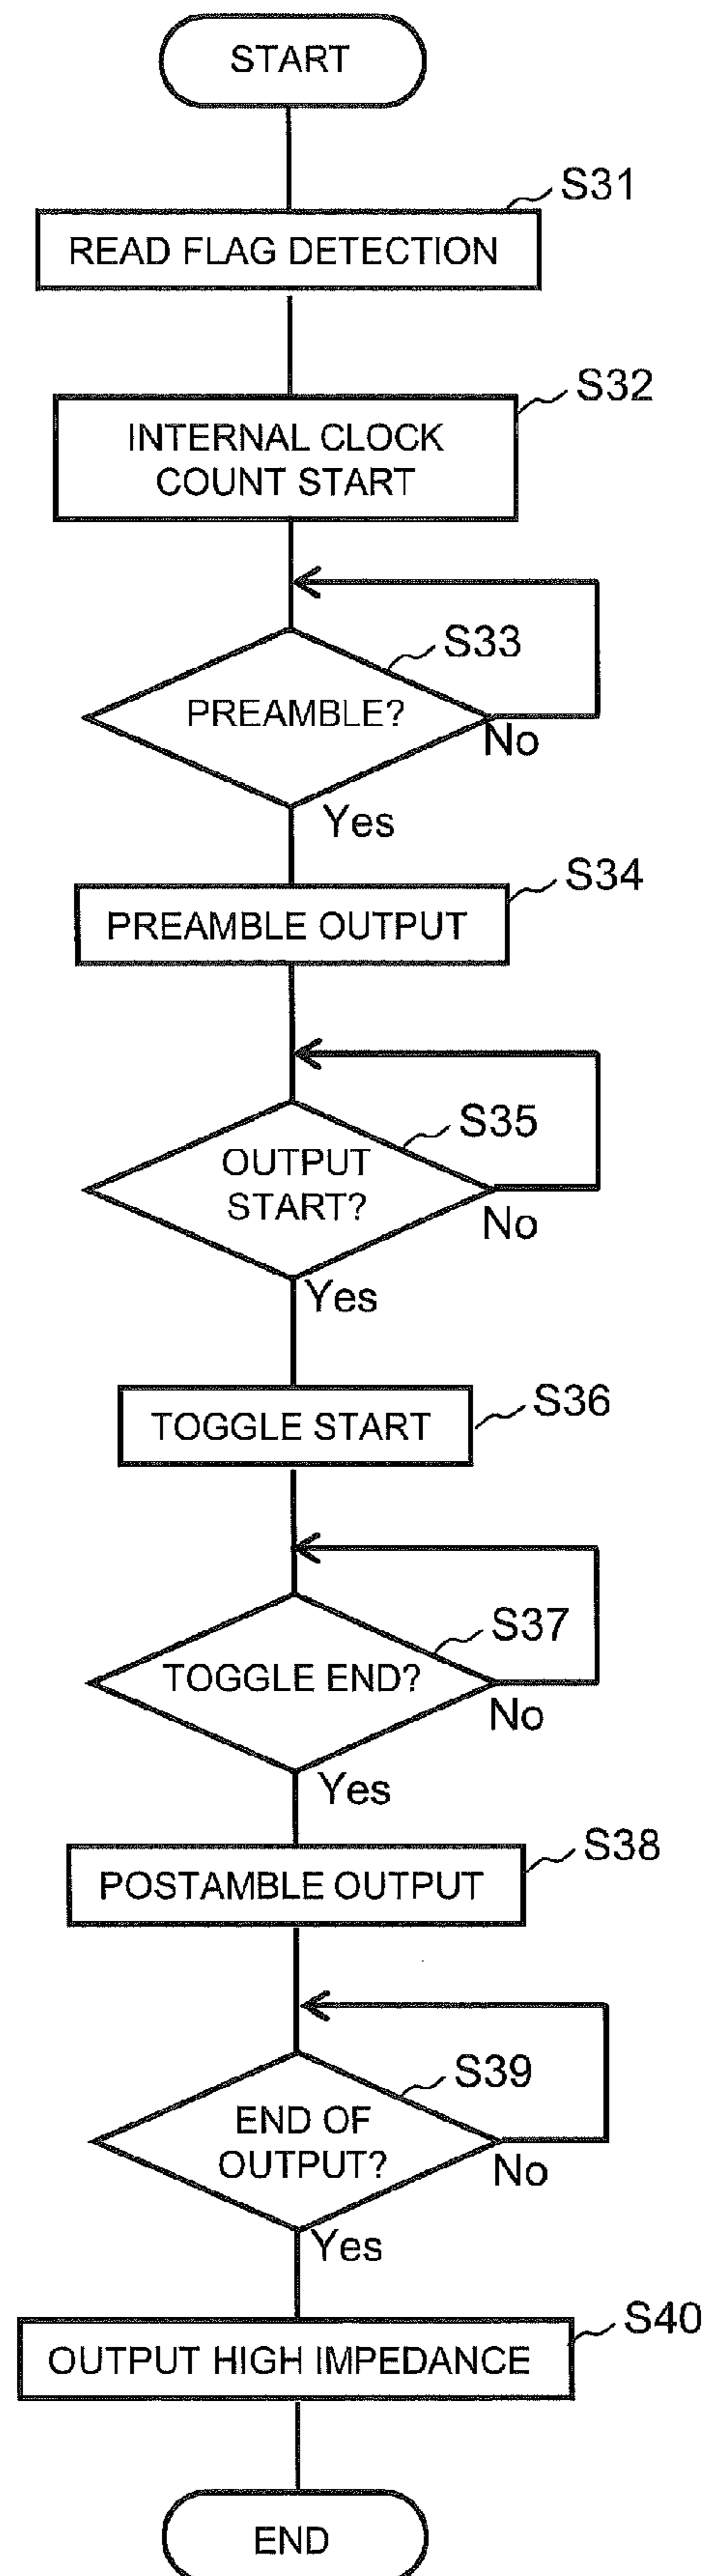 START
S31
READ FLAG DETECTION
S32
INTERNAL CLOCK
COUNT START
S33
PREAMBLE?
No
Yes
S34
PREAMBLE OUTPUT
S35
OUTPUT
START?
No
Yes
S36
TOGGLE START
S37
TOGGLE END?
No
Yes
S38
POSTAMBLE OUTPUT
S39
END OF
OUTPUT?
No
Yes
S40
OUTPUT HIGH IMPEDANCE
END